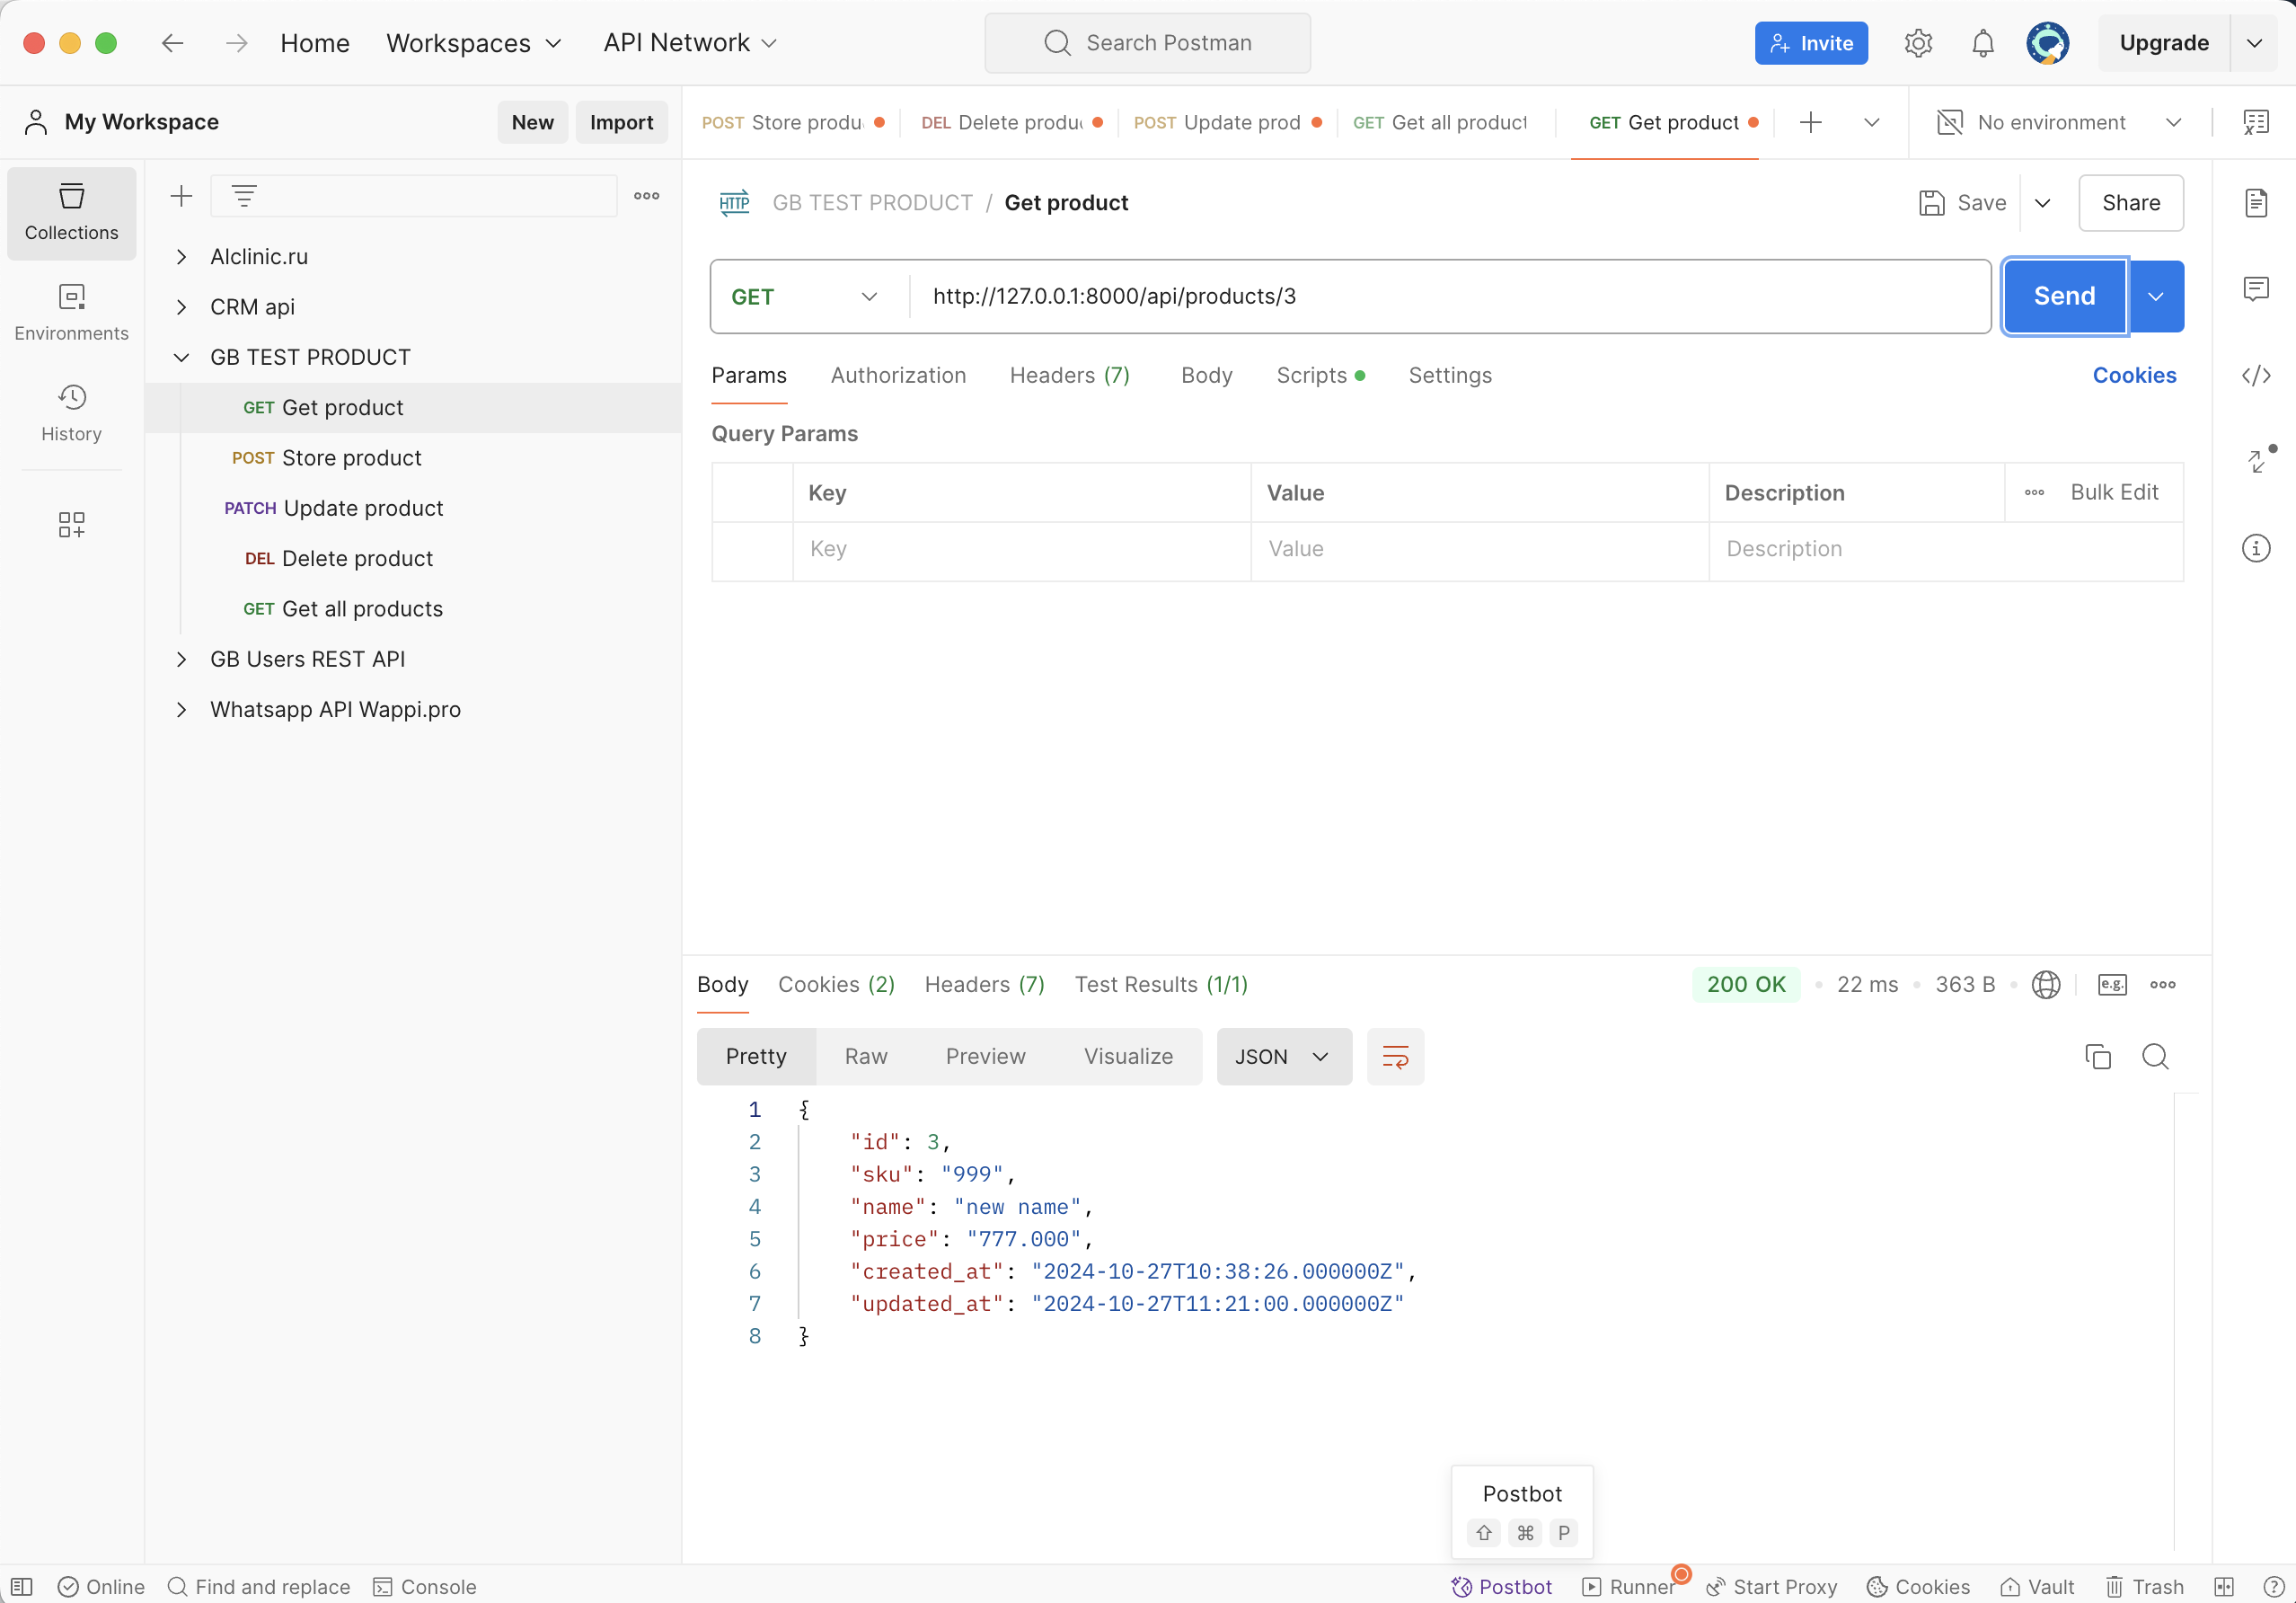 Home Workspaces API Network Search Postman Invite Upgrade
My Workspace New Import
POST Store produ DEL Delete produ POST Update prod GET Get all product GET Get product No environment
Collections
Environments
History
Alclinic.ru
CRM api
GB TEST PRODUCT
GET Get product
POST Store product
PATCH Update product
DEL Delete product
GET Get all products
GB Users REST API
Whatsapp API Wappi.pro
HTTP GB TEST PRODUCT / Get product Save Share
GET http://127.0.0.1:8000/api/products/3 Send
Params Authorization Headers (7) Body Scripts Settings Cookies
Query Params
Key Value Description Bulk Edit
Key Value Description
Body Cookies (2) Headers (7) Test Results (1/1) 200 OK 22 ms 363 B e.g.
Pretty Raw Preview Visualize JSON
1 {
2 "id": 3,
3 "sku": "999",
4 "name": "new name",
5 "price": "777.000",
6 "created_at": "2024-10-27T10:38:26.000000Z",
7 "updated_at": "2024-10-27T11:21:00.000000Z"
8 }
Postbot
⇧ ⌘ P
Online Find and replace Console Postbot Runner Start Proxy Cookies Vault Trash